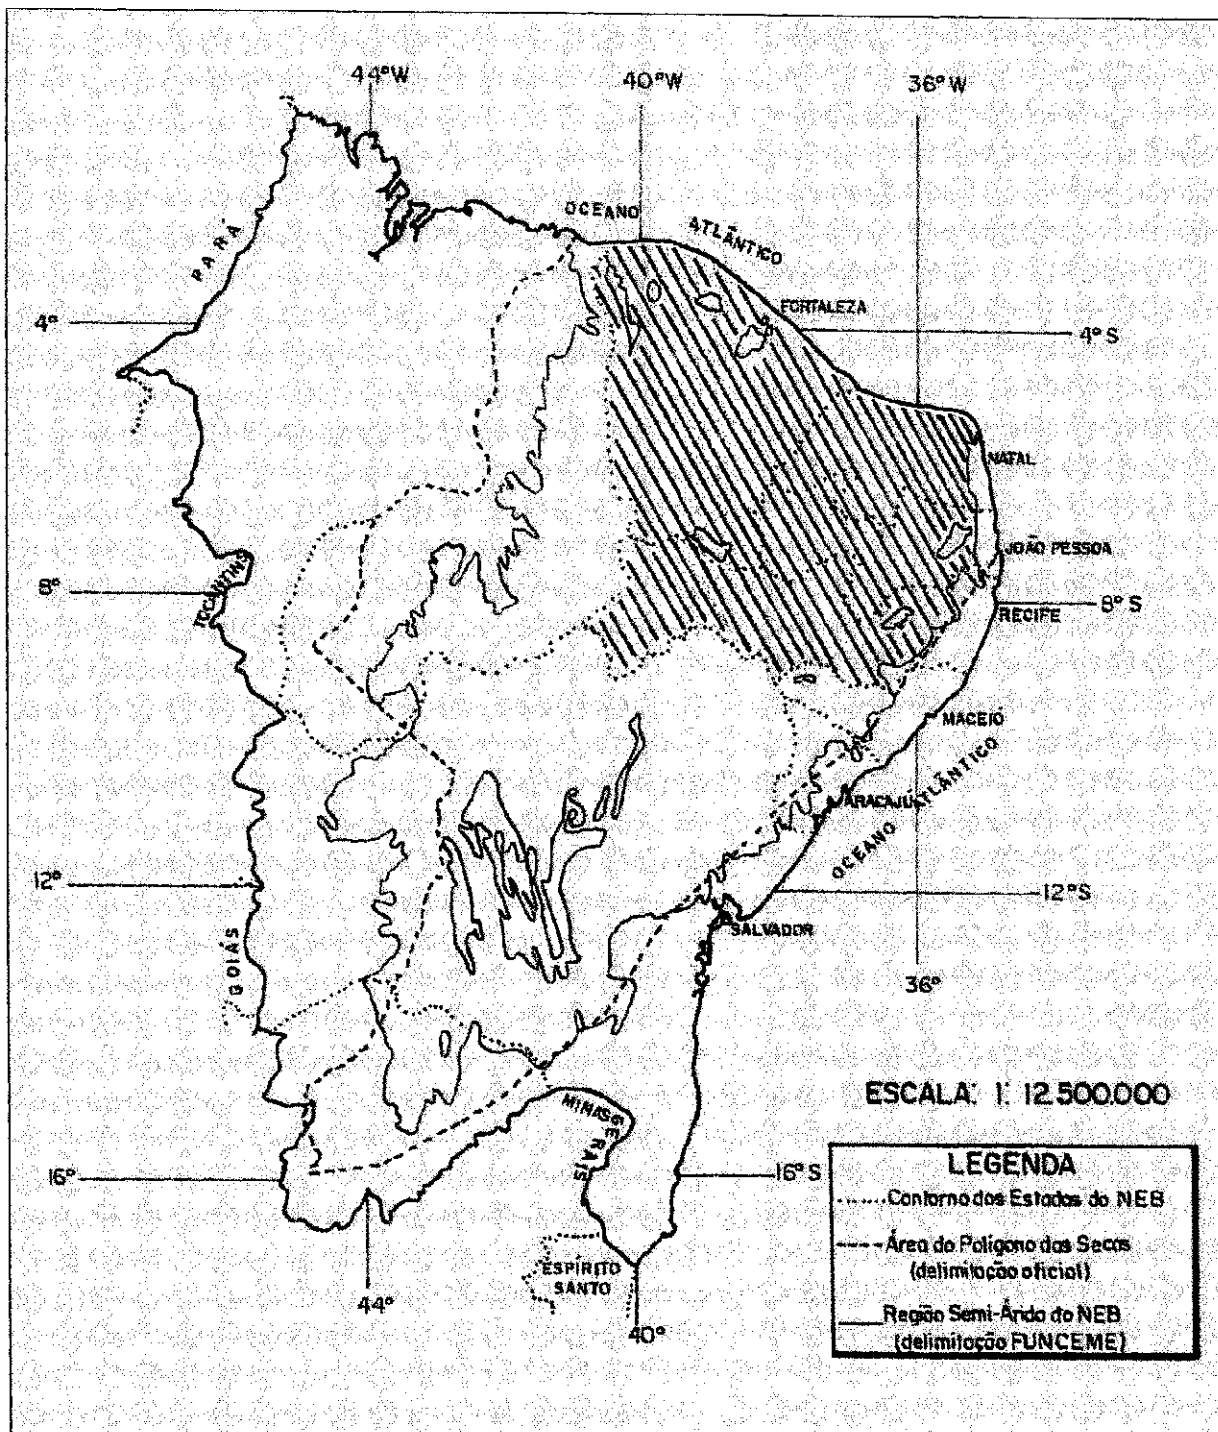 44°W
40°W
36°W
OCEANO
ATLÂNTICO
PARÁ
FORTALEZA
4°
4°S
NATAL
JOÃO PESSOA
TOCANTINS
8°
8°S
RECIFE
MACEIÓ
ARACAJÚ
OCEANO ATLÂNTICO
12°
12°S
SALVADOR
GOIÁS
36°
ESCALA: 1: 12.500.000
MINAS GERAIS
16°
16°S
LEGENDA
Contorno dos Estados do NEB
Área do Polígono das Secas
(delimitação oficial)
Região Semi-Árido do NEB
(delimitação FUNCEME)
ESPÍRITO
SANTO
44°
40°